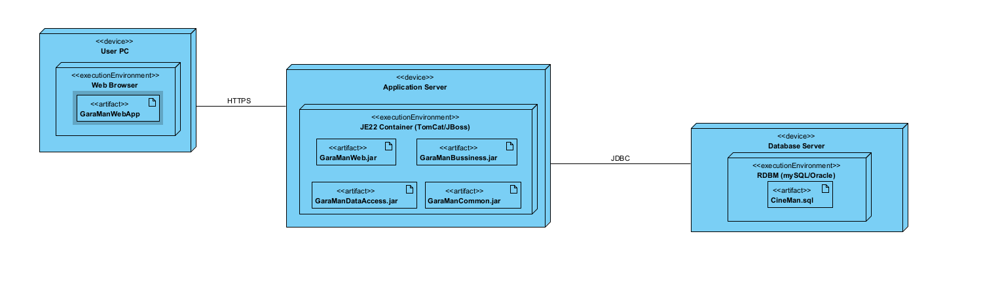 <<device>>
User PC
<<executionEnvironment>>
Web Browser
<<artifact>>
GaraManWebApp
HTTPS
<<device>>
Application Server
<<executionEnvironment>>
JE22 Container (TomCat/JBoss)
<<artifact>>
GaraManWeb.jar
<<artifact>>
GaraManBussiness.jar
<<artifact>>
GaraManDataAccess.jar
<<artifact>>
GaraManCommon.jar
JDBC
<<device>>
Database Server
<<executionEnvironment>>
RDBM (mySQL/Oracle)
<<artifact>>
CineMan.sql